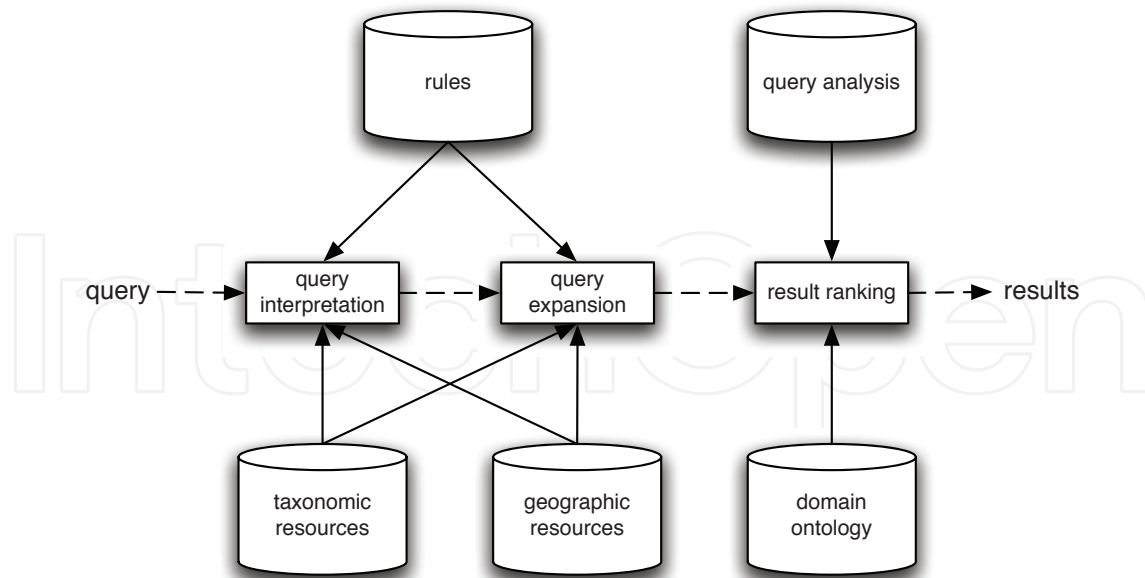 rules
query analysis
query
query
interpretation
query
expansion
result ranking
results
taxonomic
resources
geographic
resources
domain
ontology
IntechOpen